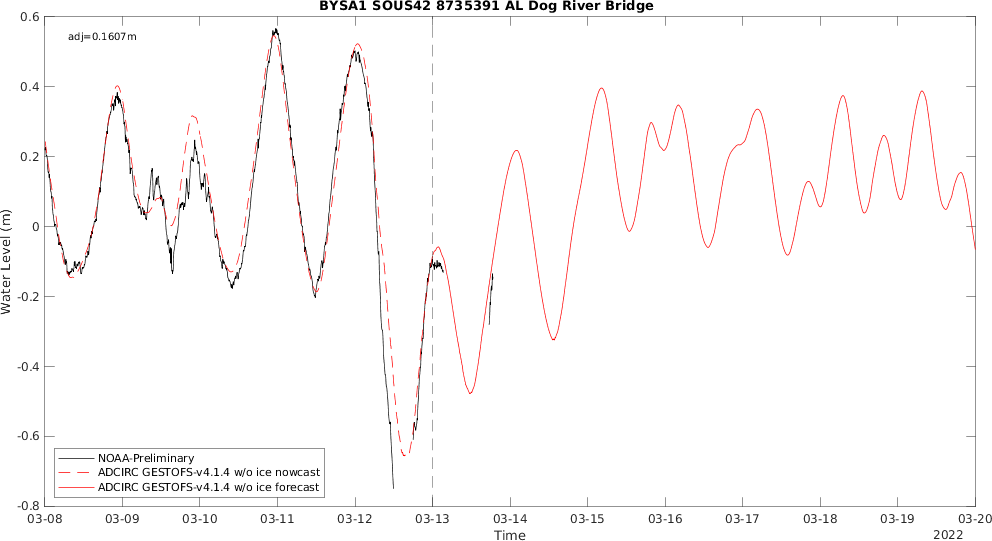 BYSA1 SOUS42 8735391 AL Dog River Bridge
adj=0.1607m
0.6
0.4
0.2
0
-0.2
-0.4
-0.6
-0.8
Water Level (m)
NOAA-Preliminary
ADCIRC GESTOFS-v4.1.4 w/o ice nowcast
ADCIRC GESTOFS-v4.1.4 w/o ice forecast
03-08 03-09 03-10 03-11 03-12 03-13 03-14 03-15 03-16 03-17 03-18 03-19 03-20
Time
2022